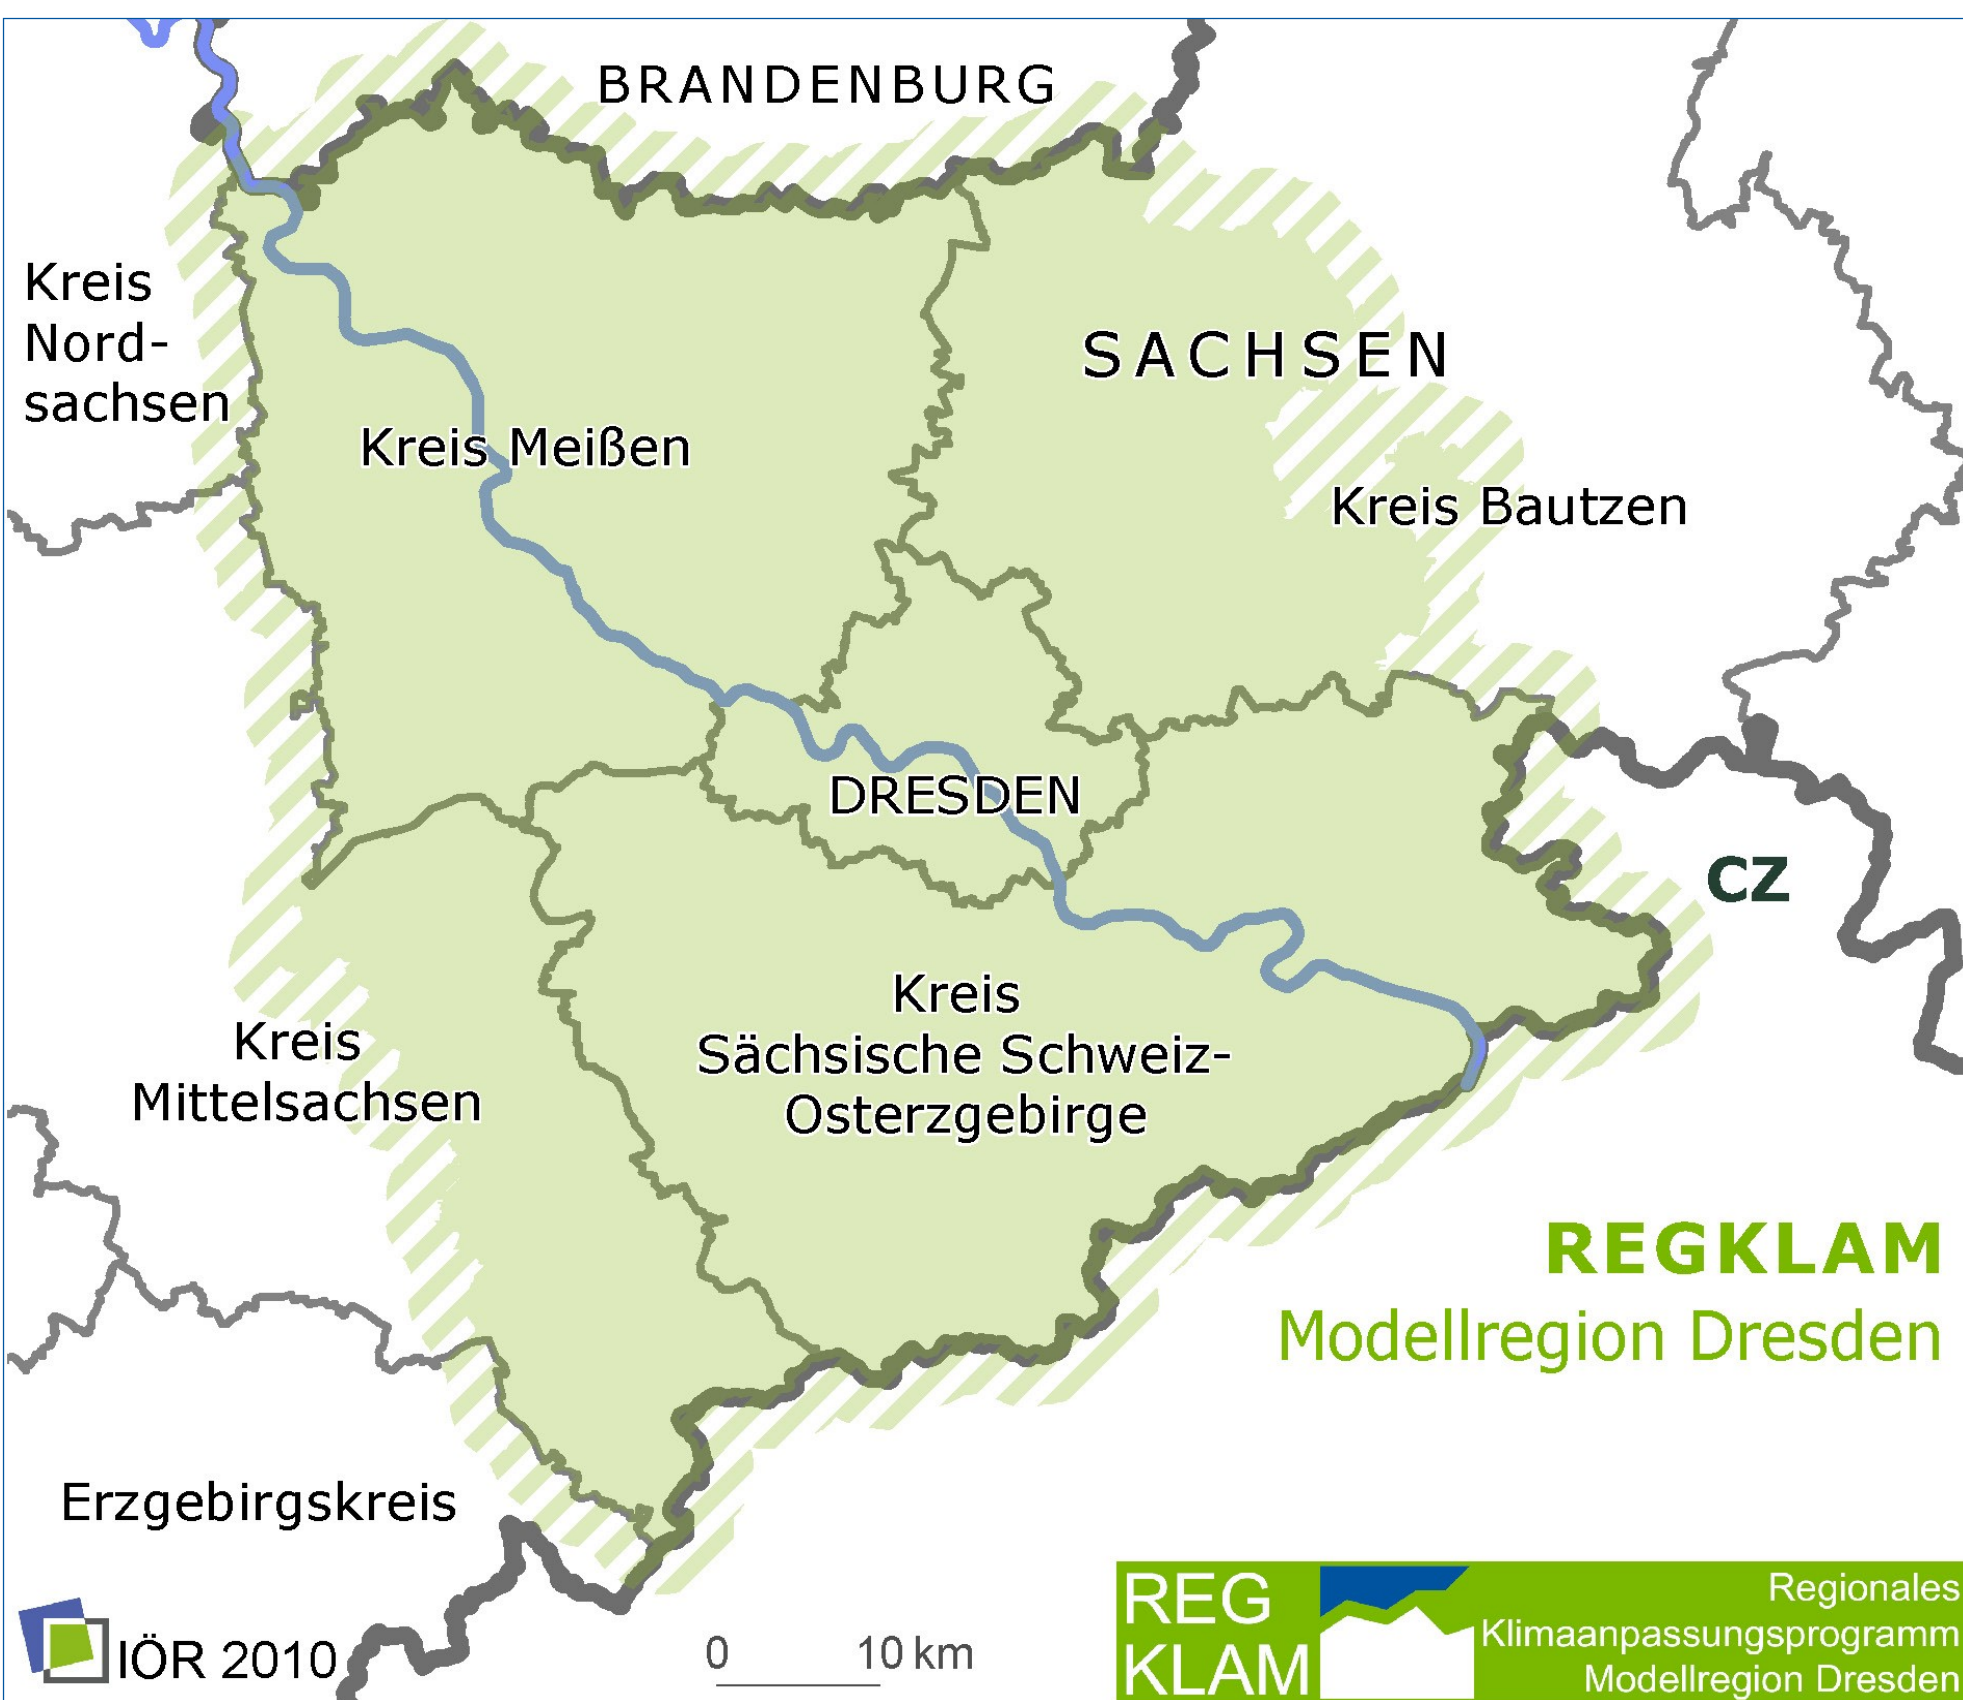 BRANDENBURG
Kreis
Nord-
sachsen
SACHSEN
Kreis Meißen
Kreis Bautzen
DRESDEN
CZ
Kreis
Sächsische Schweiz-
Osterzgebirge
Kreis
Mittelsachsen
REGKLAM
Modellregion Dresden
Erzgebirgskreis
IÖR 2010
0 10 km
REG
KLAM
Regionales
Klimaanpassungsprogramm
Modellregion Dresden